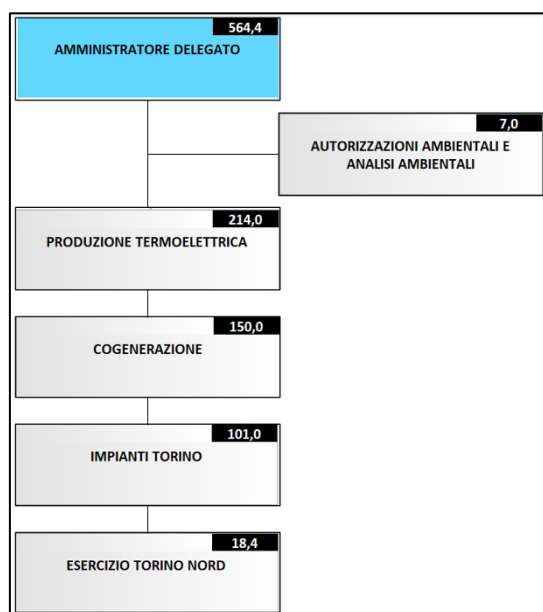 564,4
AMMINISTRATORE DELEGATO
7,0
AUTORIZZAZIONI AMBIENTALI E
ANALISI AMBIENTALI
214,0
PRODUZIONE TERMOELETTRICA
150,0
COGENERAZIONE
101,0
IMPIANTI TORINO
18,4
ESERCIZIO TORINO NORD